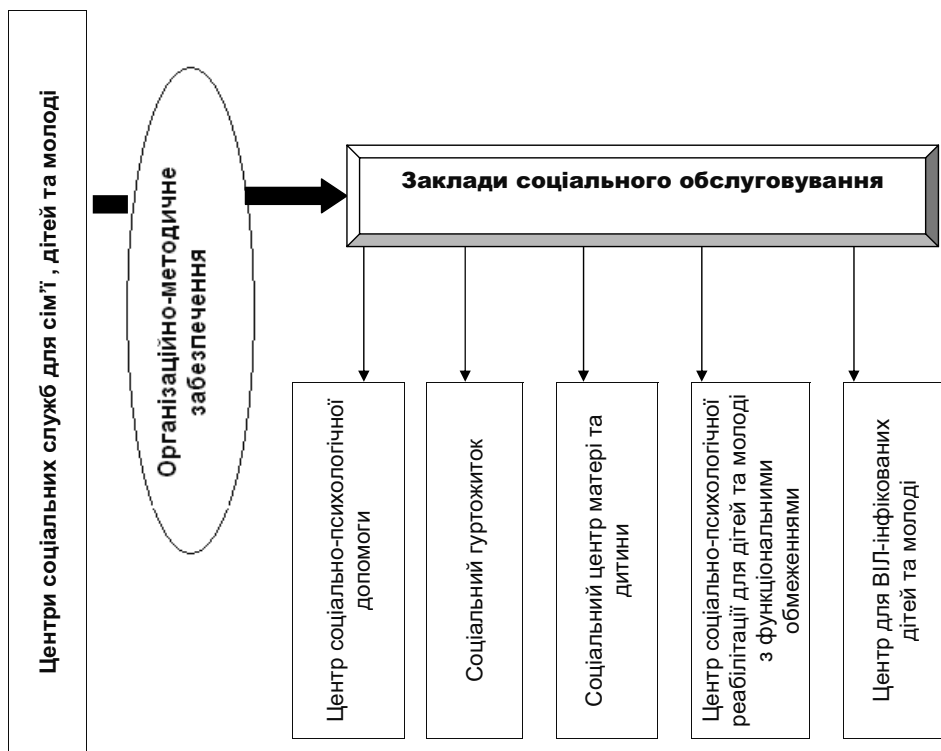 Центри соціальних служб для сім’ї , дітей та молоді
Організаційно-методичне
забезпечення
Заклади соціального обслуговування
Центр соціально-психологічної
допомоги
Соціальний гуртожиток
Соціальний центр матері та
дитини
Центр соціально-психологічної
реабілітації для дітей та молоді
з функціональними
обмеженнями
Центр для ВІЛ-інфікованих
дітей та молоді